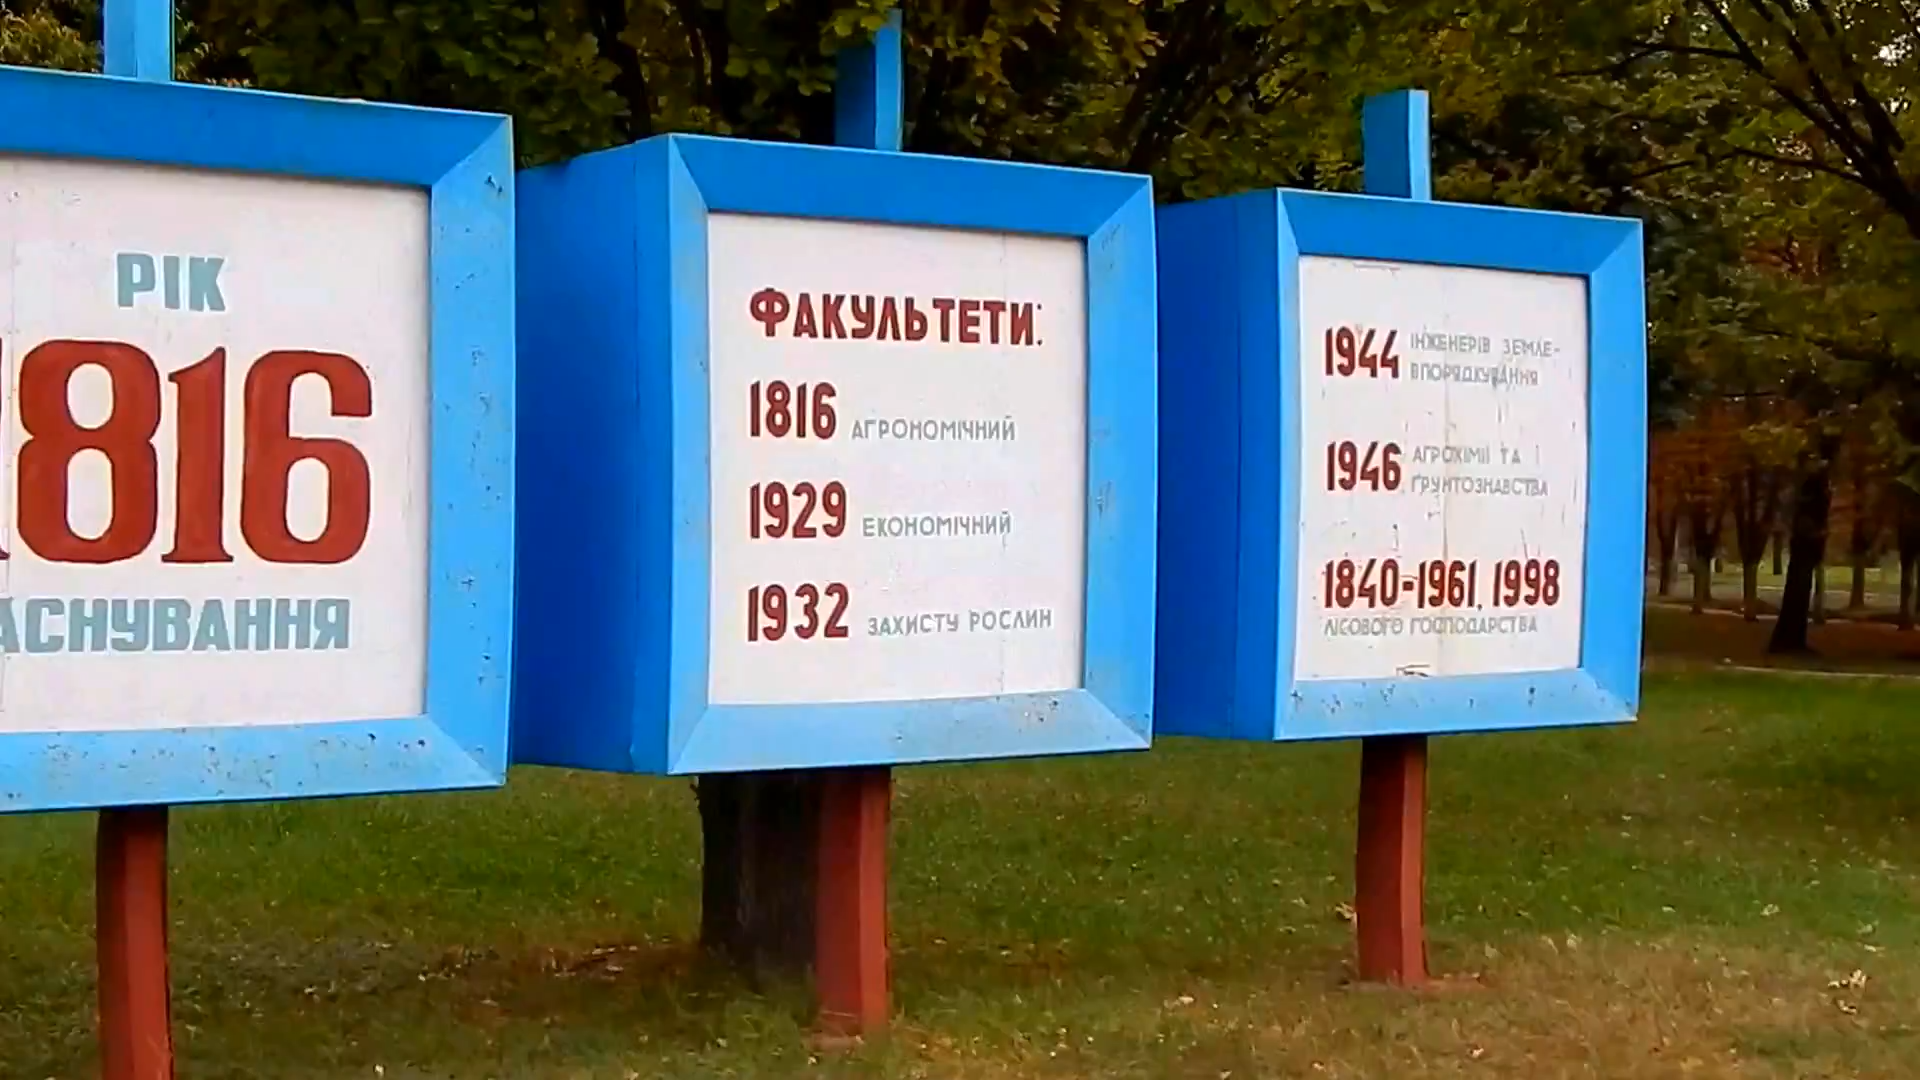 РІК
1816
АСНУВАННЯ
ФАКУЛЬТЕТИ:
1816 АГРОНОМІЧНИЙ
1929 ЕКОНОМІЧНИЙ
1932 ЗАХИСТУ РОСЛИН
1944 ІНЖЕНЕРІВ ЗЕМЛЕ-
ВПОРЯДКУВАННЯ
1946 АГРОХІМІЇ ТА
ҐРУНТОЗНАВСТВА
1840-1961, 1998
ЛІСОВОГО ГОСПОДАРСТВА